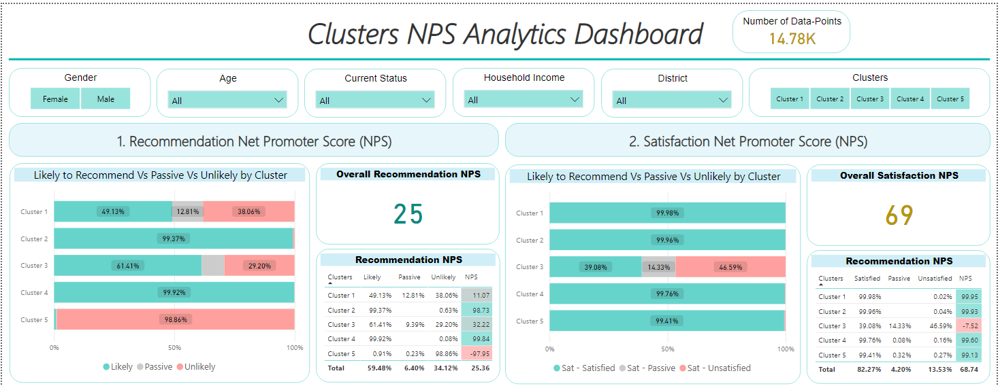 Clusters NPS Analytics Dashboard
Number of Data-Points
14.78K
Gender
Female Male
Age
All
Current Status
All
Household Income
All
District
All
Clusters
Cluster 1 Cluster 2 Cluster 3 Cluster 4 Cluster 5
1. Recommendation Net Promoter Score (NPS)
Likely to Recommend Vs Passive Vs Unlikely by Cluster
Cluster 1 49.13% 12.81% 38.06%
Cluster 2 99.37%
Cluster 3 61.41% 29.20%
Cluster 4 99.92%
Cluster 5 98.86%
0% 50% 100%
Likely Passive Unlikely
Overall Recommendation NPS
25
Recommendation NPS
Clusters Likely Passive Unlikely NPS
Cluster 1 49.13% 12.81% 38.06% 11.07
Cluster 2 99.37% 0.63% 98.73
Cluster 3 61.41% 9.39% 29.20% 32.22
Cluster 4 99.92% 0.08% 99.84
Cluster 5 0.91% 0.23% 98.86% -97.95
Total 59.48% 6.40% 34.12% 25.36
2. Satisfaction Net Promoter Score (NPS)
Likely to Recommend Vs Passive Vs Unlikely by Cluster
Cluster 1 99.98%
Cluster 2 99.96%
Cluster 3 39.08% 14.33% 46.59%
Cluster 4 99.76%
Cluster 5 99.41%
0% 50% 100%
Sat - Satisfied Sat - Passive Sat - Unsatisfied
Overall Satisfaction NPS
69
Recommendation NPS
Clusters Satisfied Passive Unsatisfied NPS
Cluster 1 99.98% 0.02% 99.95
Cluster 2 99.96% 0.04% 99.93
Cluster 3 39.08% 14.33% 46.59% -7.52
Cluster 4 99.76% 0.08% 0.16% 99.60
Cluster 5 99.41% 0.32% 0.27% 99.13
Total 82.27% 4.20% 13.53% 68.74